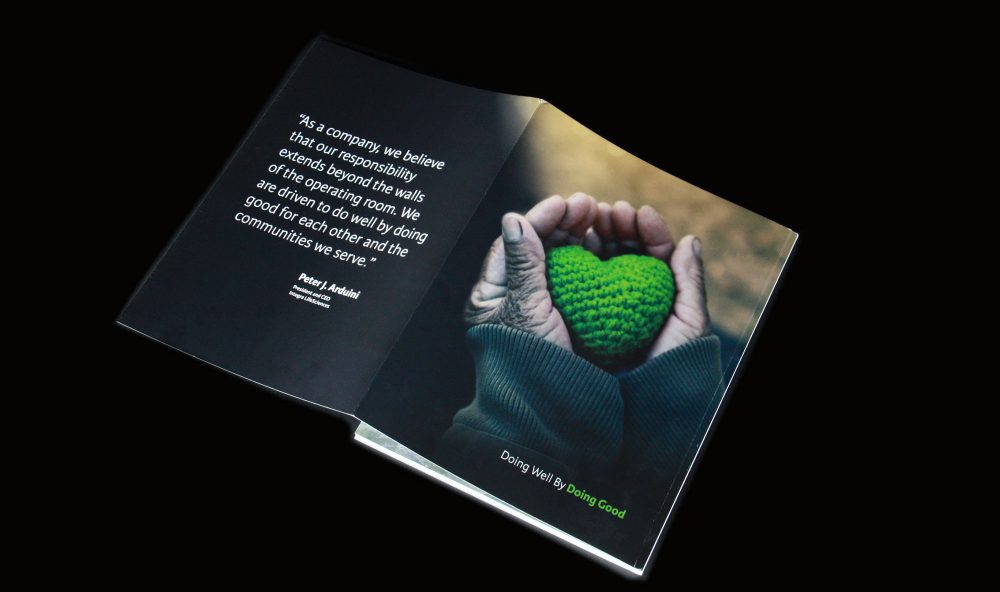 “As a company, we believe
that our responsibility
extends beyond the walls
of the operating room. We
are driven to do well by doing
good for each other and the
communities we serve.”
Peter J. Arduini
President and CEO
Integra LifeSciences
Doing Well By Doing Good